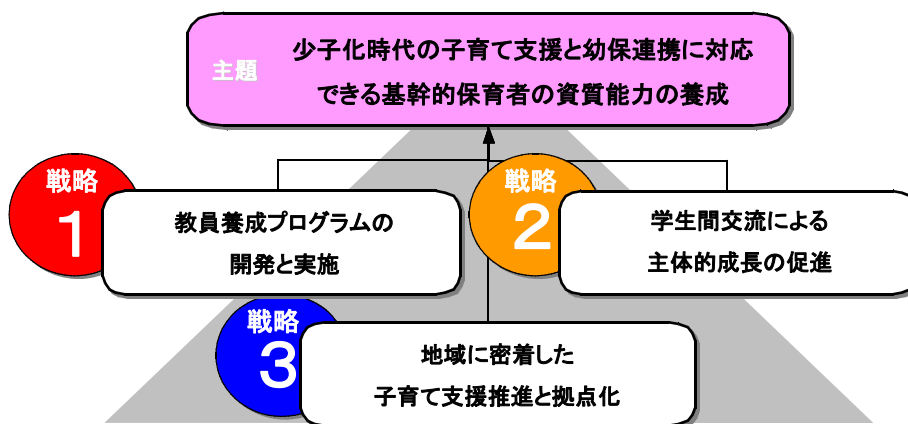 主題
少子化時代の子育て支援と幼保連携に対応
できる基幹的保育者の資質能力の養成
戦略
1
教員養成プログラムの
開発と実施
戦略
2
学生間交流による
主体的成長の促進
戦略
3
地域に密着した
子育て支援推進と拠点化